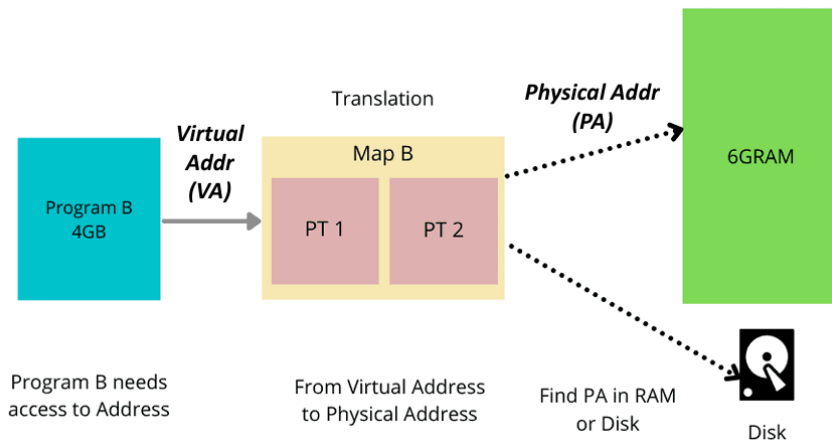 Translation
Physical Addr
(PA)
Virtual
Addr
(VA)
Map B
6GRAM
Program B
4GB
PT 1
PT 2
Program B needs
access to Address
From Virtual Address
to Physical Address
Find PA in RAM
or Disk
Disk